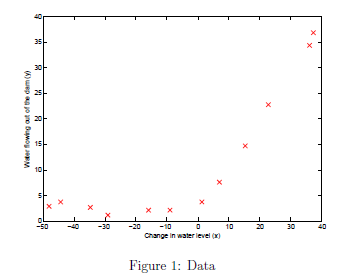 40
35
30
25
20
15
10
5
0
Water flowing out of the dam (y)
−50 −40 −30 −20 −10 0 10 20 30 40
Change in water level (x)
Figure 1: Data